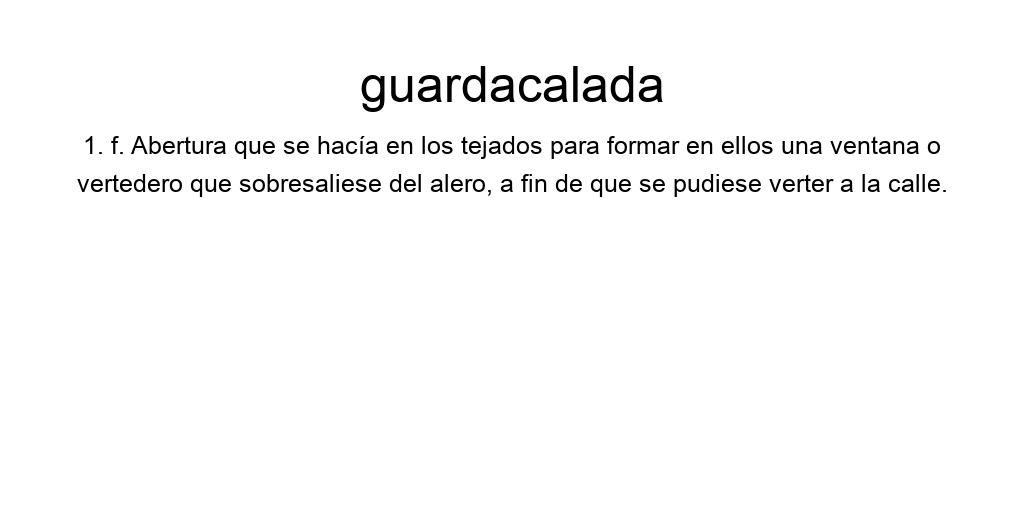 guardacalada
1. f. Abertura que se hacía en los tejados para formar en ellos una ventana o
vertedero que sobresaliese del alero, a fin de que se pudiese verter a la calle.